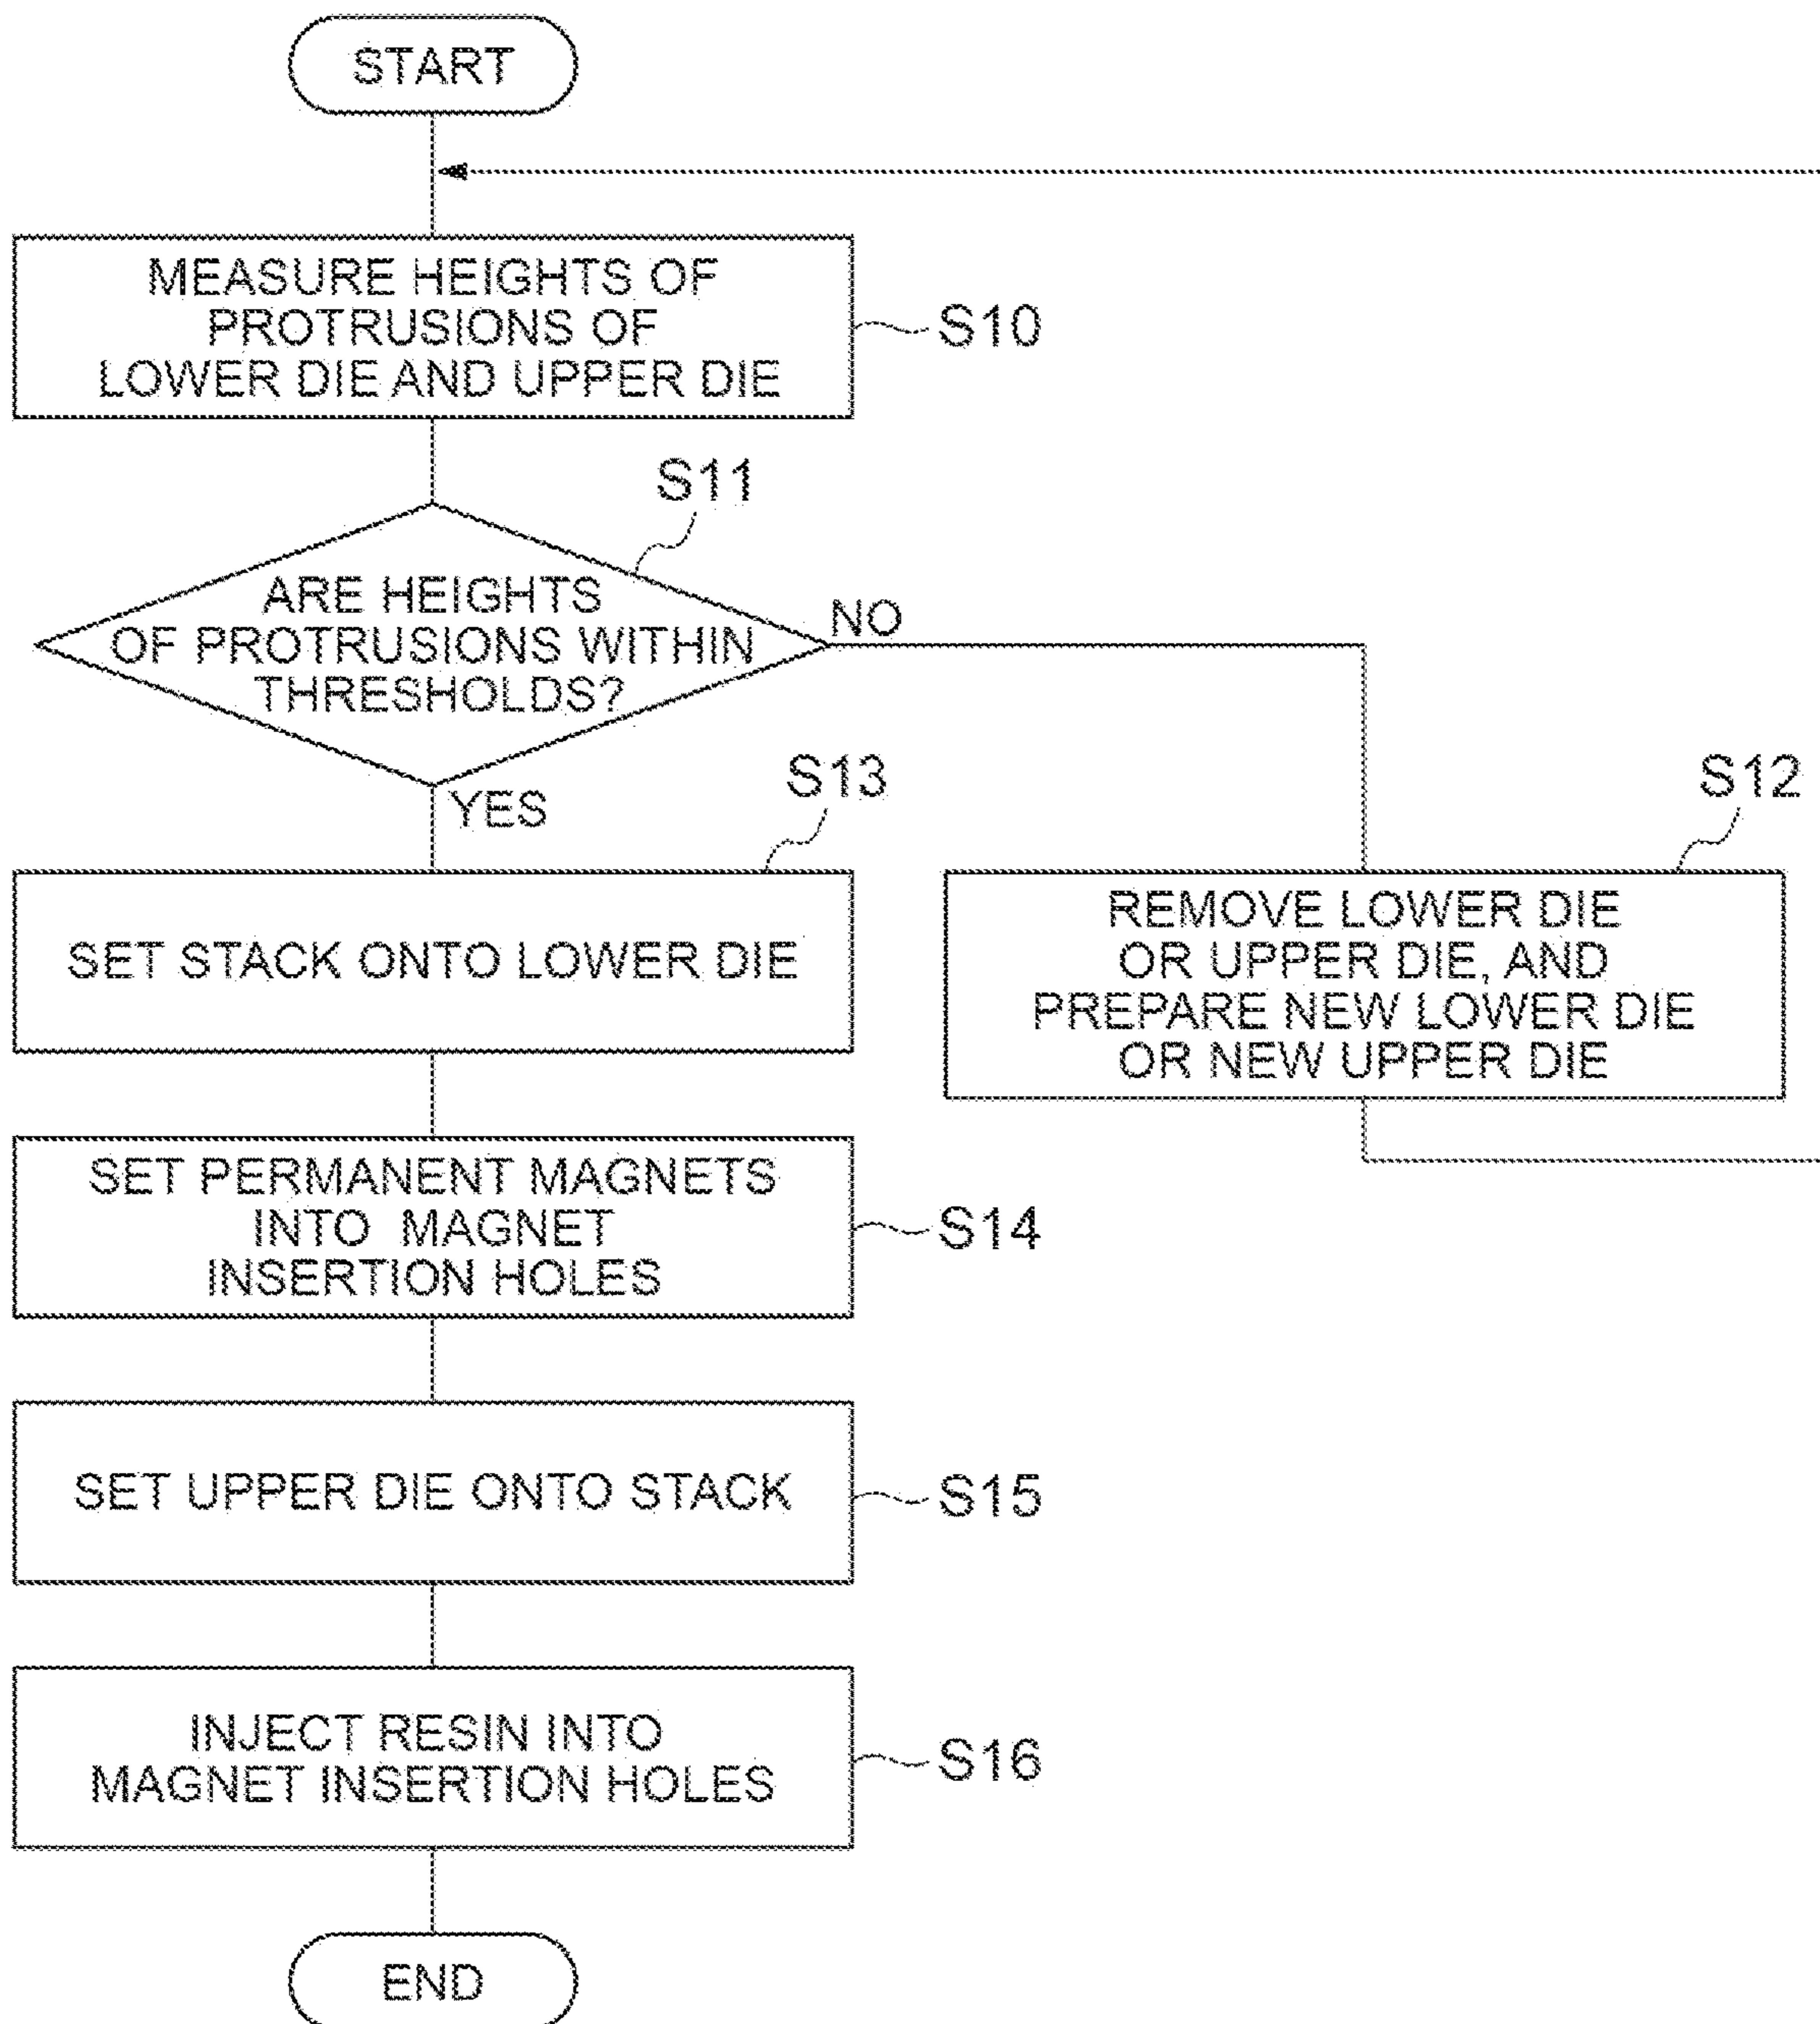 START
MEASURE HEIGHTS OF
PROTRUSIONS OF
LOWER DIE AND UPPER DIE
S10
S11
ARE HEIGHTS
OF PROTRUSIONS WITHIN
THRESHOLDS?
NO
YES
S13
SET STACK ONTO LOWER DIE
S12
REMOVE LOWER DIE
OR UPPER DIE, AND
PREPARE NEW LOWER DIE
OR NEW UPPER DIE
SET PERMANENT MAGNETS
INTO MAGNET
INSERTION HOLES
S14
SET UPPER DIE ONTO STACK
S15
INJECT RESIN INTO
MAGNET INSERTION HOLES
S16
END